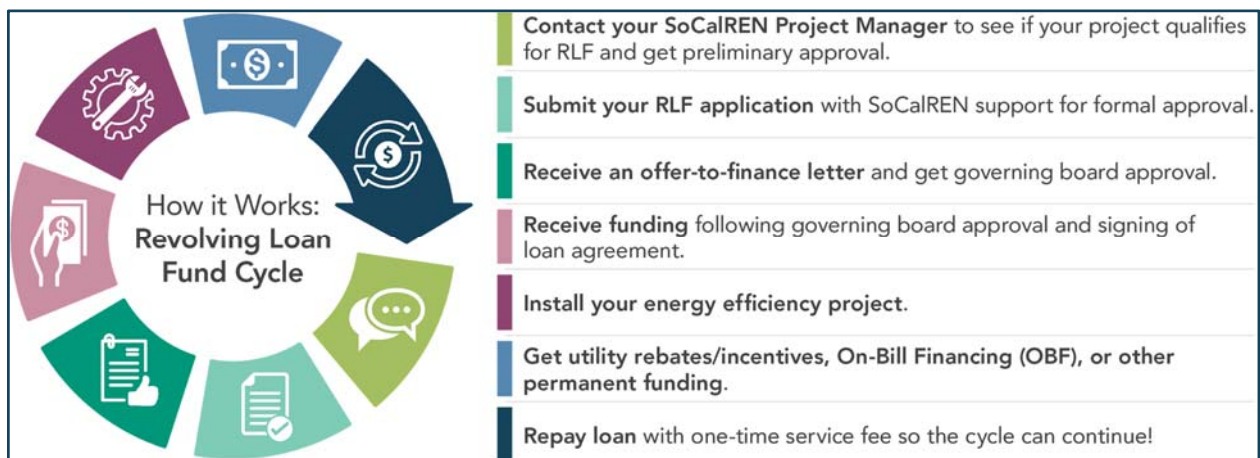 How it Works:
Revolving Loan
Fund Cycle
Contact your SoCalREN Project Manager to see if your project qualifies
for RLF and get preliminary approval.
Submit your RLF application with SoCalREN support for formal approval.
Receive an offer-to-finance letter and get governing board approval.
Receive funding following governing board approval and signing of
loan agreement.
Install your energy efficiency project.
Get utility rebates/incentives, On-Bill Financing (OBF), or other
permanent funding.
Repay loan with one-time service fee so the cycle can continue!